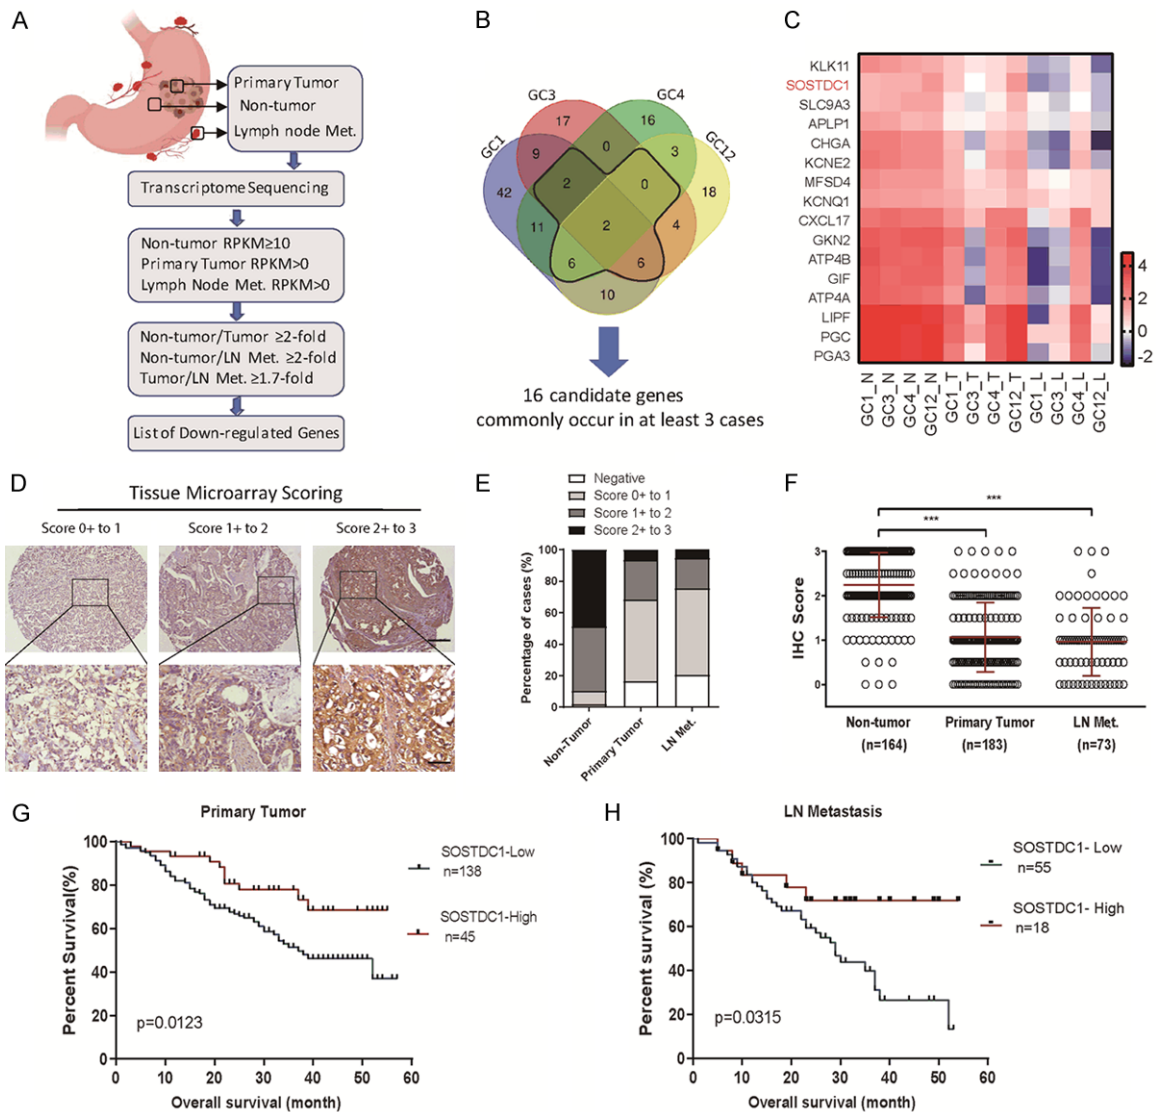 A
Primary Tumor
Non-tumor
Lymph node Met.
Transcriptome Sequencing
Non-tumor RPKM≥10
Primary Tumor RPKM>0
Lymph Node Met. RPKM>0
Non-tumor/Tumor ≥2-fold
Non-tumor/LN Met. ≥2-fold
Tumor/LN Met. ≥1.7-fold
List of Down-regulated Genes
B
GC1
GC3
GC4
GC12
17
16
9
0
3
42
2
0
18
11
2
4
6
6
10
16 candidate genes
commonly occur in at least 3 cases
C
KLK11
SOSTDC1
SLC9A3
APLP1
CHGA
KCNE2
MFSD4
KCNQ1
CXCL17
GKN2
ATP4B
GIF
ATP4A
LIPF
PGC
PGA3
GC1_N
GC3_N
GC4_N
GC12_N
GC1_T
GC3_T
GC4_T
GC12_T
GC1_L
GC3_L
GC4_L
GC12_L
4
2
0
-2
D
Tissue Microarray Scoring
Score 0+ to 1
Score 1+ to 2
Score 2+ to 3
E
Negative
Score 0+ to 1
Score 1+ to 2
Score 2+ to 3
Percentage of cases (%)
100
80
60
40
20
0
Non-Tumor
Primary Tumor
LN Met.
F
***
***
IHC Score
3
2
1
0
Non-tumor
(n=164)
Primary Tumor
(n=183)
LN Met.
(n=73)
G
Primary Tumor
Percent Survival(%)
100
80
60
40
20
0
p=0.0123
SOSTDC1-Low
n=138
SOSTDC1-High
n=45
0 10 20 30 40 50 60
Overall survival (month)
H
LN Metastasis
Percent survival (%)
100
80
60
40
20
0
p=0.0315
SOSTDC1- Low
n=55
SOSTDC1- High
n=18
0 10 20 30 40 50 60
Overall survival (month)